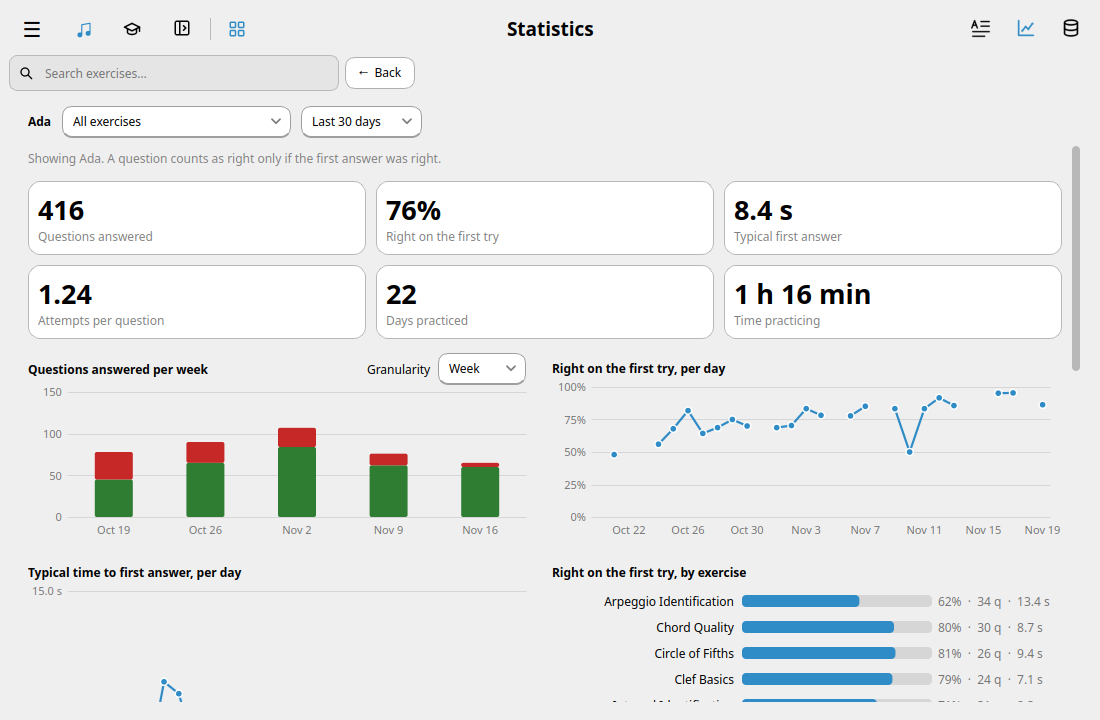 Statistics
Search exercises...
← Back
Ada
All exercises
Last 30 days
Showing Ada. A question counts as right only if the first answer was right.
416
Questions answered
76%
Right on the first try
8.4 s
Typical first answer
1.24
Attempts per question
22
Days practiced
1 h 16 min
Time practicing
Questions answered per week
Granularity
Week
150
100
50
0
Oct 19 Oct 26 Nov 2 Nov 9 Nov 16
Right on the first try, per day
100%
75%
50%
25%
0%
Oct 22 Oct 26 Oct 30 Nov 3 Nov 7 Nov 11 Nov 15 Nov 19
Typical time to first answer, per day
15.0 s
Right on the first try, by exercise
Arpeggio Identification 62% · 34 q · 13.4 s
Chord Quality 80% · 30 q · 8.7 s
Circle of Fifths 81% · 26 q · 9.4 s
Clef Basics 79% · 24 q · 7.1 s